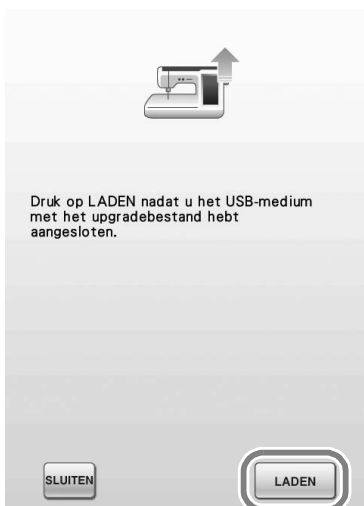 Druk op LADEN nadat u het USB-medium
met het upgradebestand hebt
aangesloten.
SLUITEN
LADEN